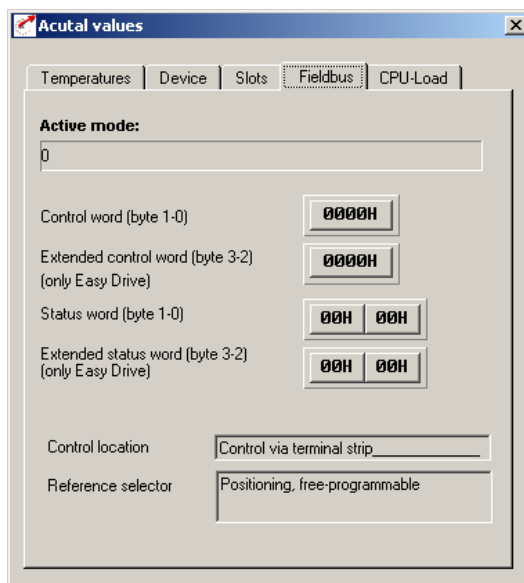 Acutal values
Temperatures Device Slots Fieldbus CPU-Load
Active mode:
0
Control word (byte 1-0) 0000H
Extended control word (byte 3-2) 0000H
(only Easy Drive)
Status word (byte 1-0) 00H 00H
Extended status word (byte 3-2) 00H 00H
(only Easy Drive)
Control location Control via terminal strip____________
Reference selector Positioning, free-programmable